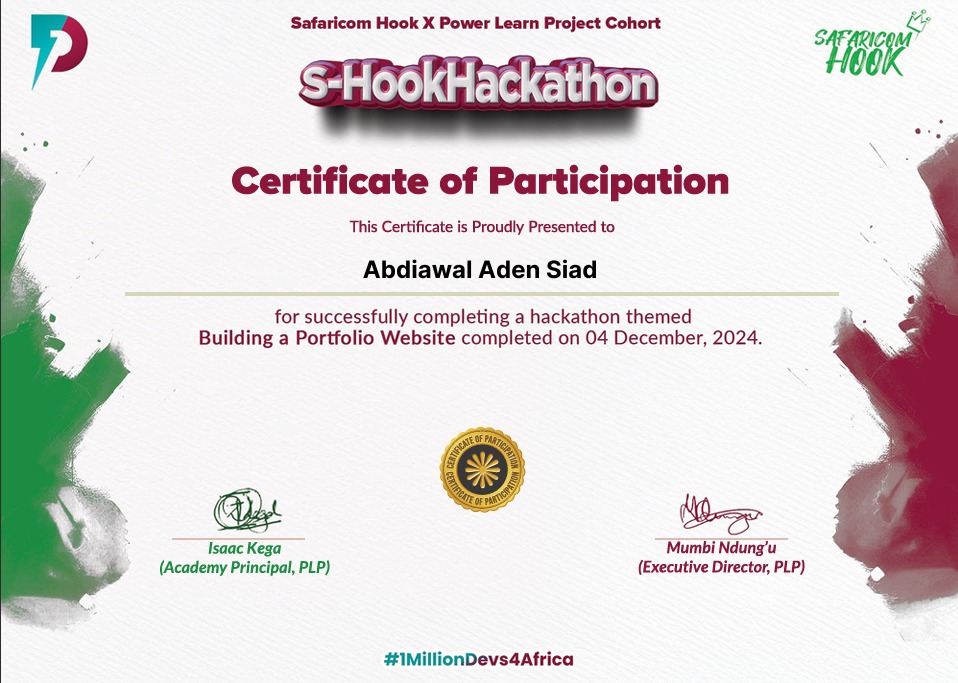 Safaricom Hook X Power Learn Project Cohort
SAFARICOM
HOOK
S-HookHackathon
Certificate of Participation
This Certificate is Proudly Presented to
Abdiawal Aden Siad
for successfully completing a hackathon themed
Building a Portfolio Website completed on 04 December, 2024.
CERTIFICATE OF PARTICIPATION
CERTIFICATE OF PARTICIPATION
Isaac Kega
(Academy Principal, PLP)
Mumbi Ndung'u
(Executive Director, PLP)
#1MillionDevs4Africa